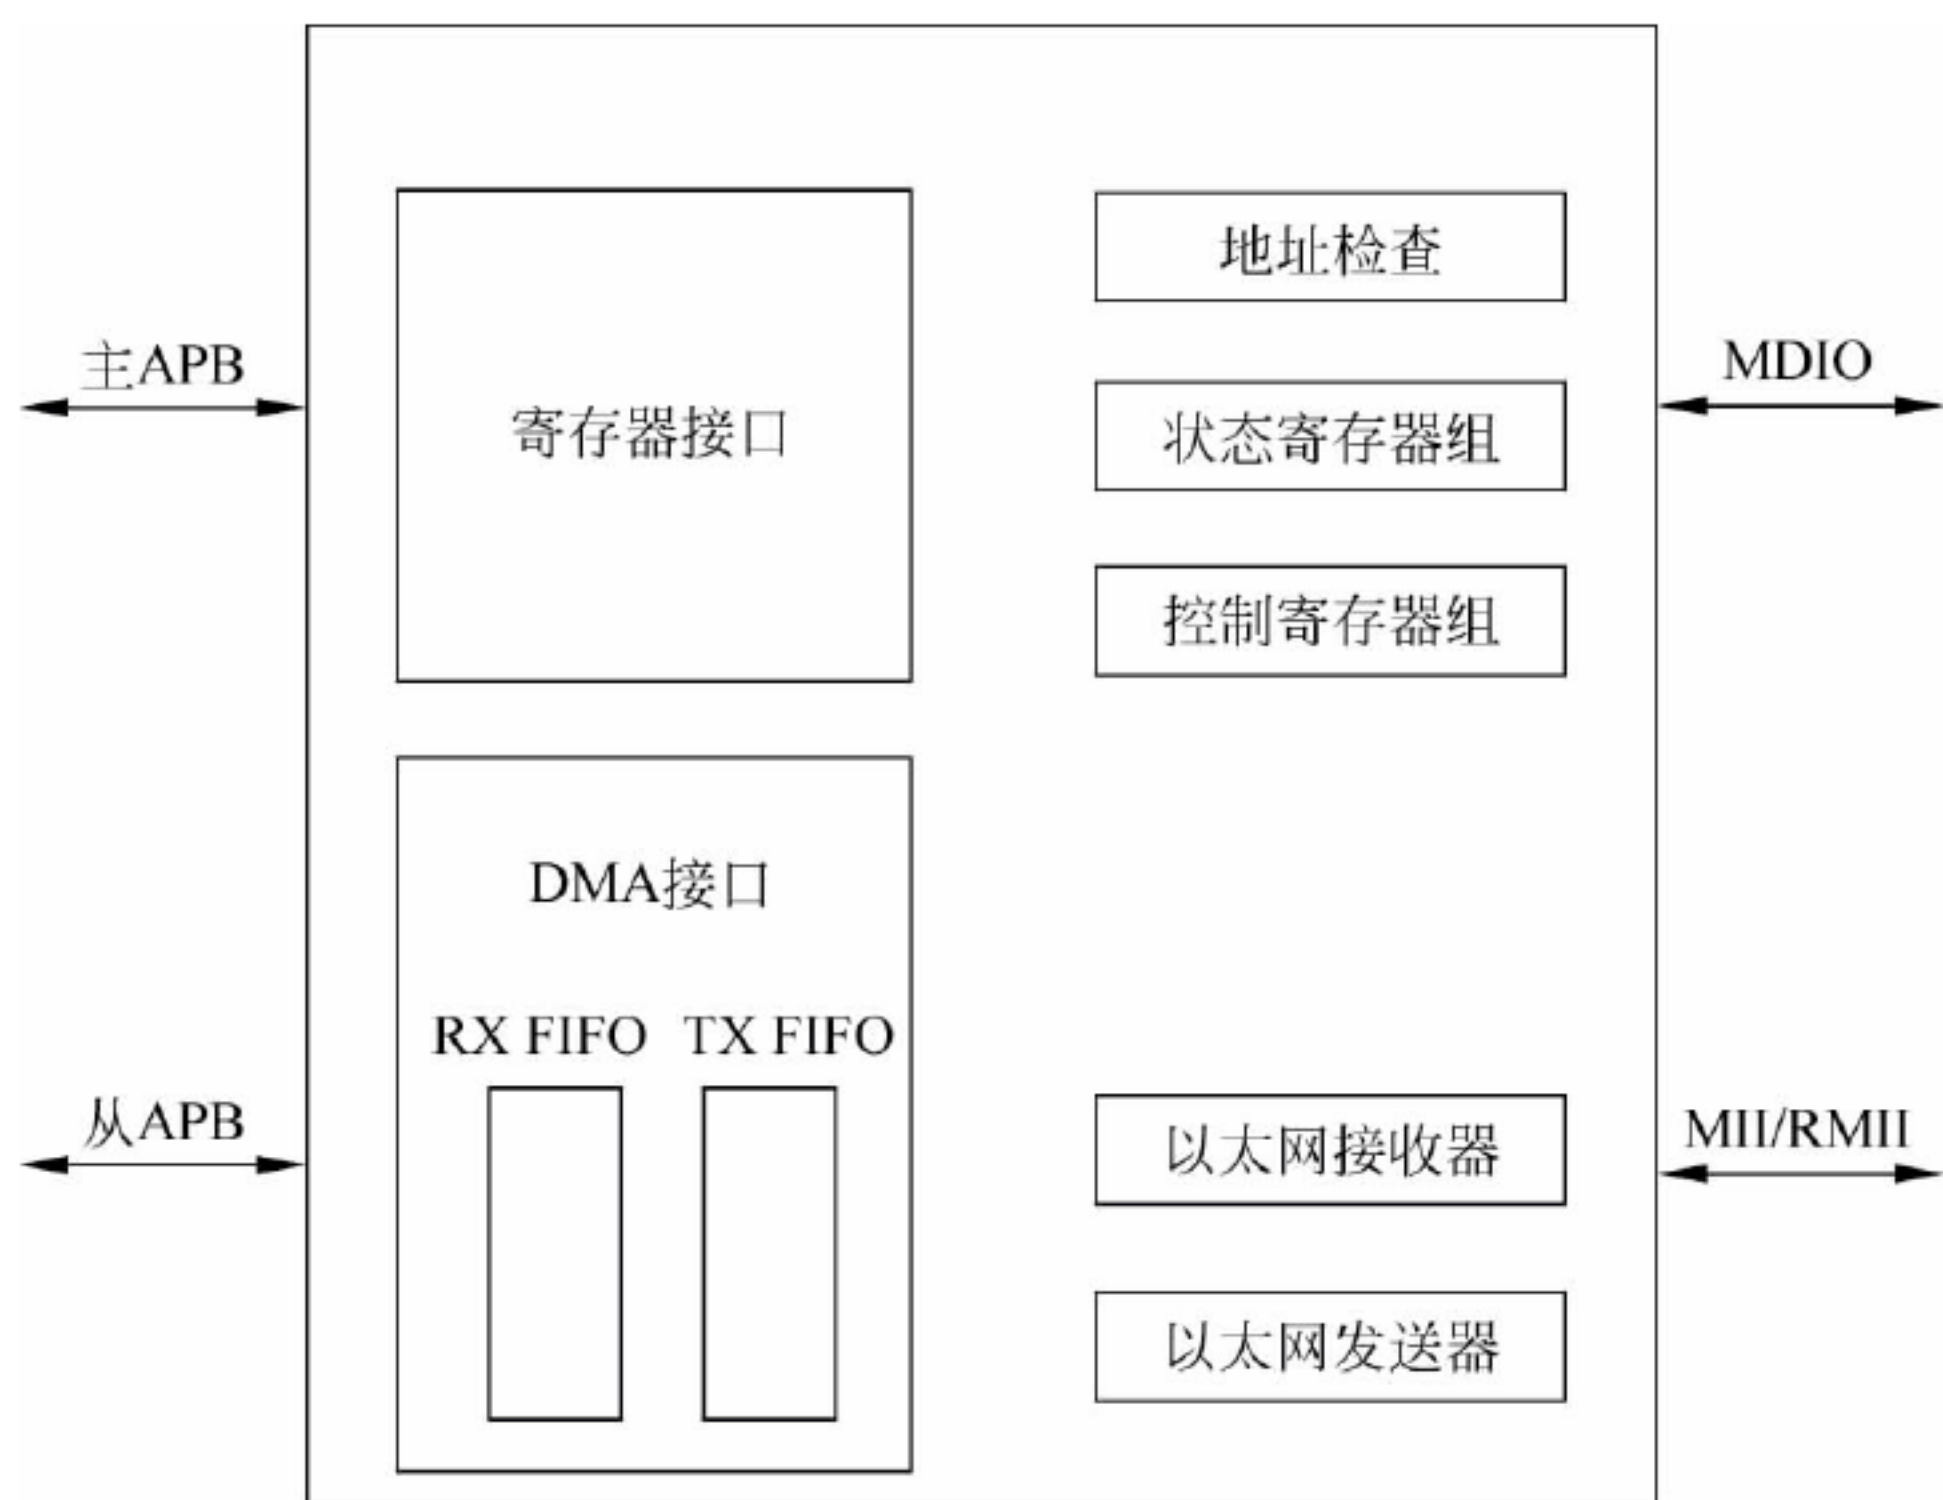 地址检查
主APB
MDIO
寄存器接口
状态寄存器组
控制寄存器组
DMA接口
RX FIFO
TX FIFO
从APB
以太网接收器
MII/RMII
以太网发送器